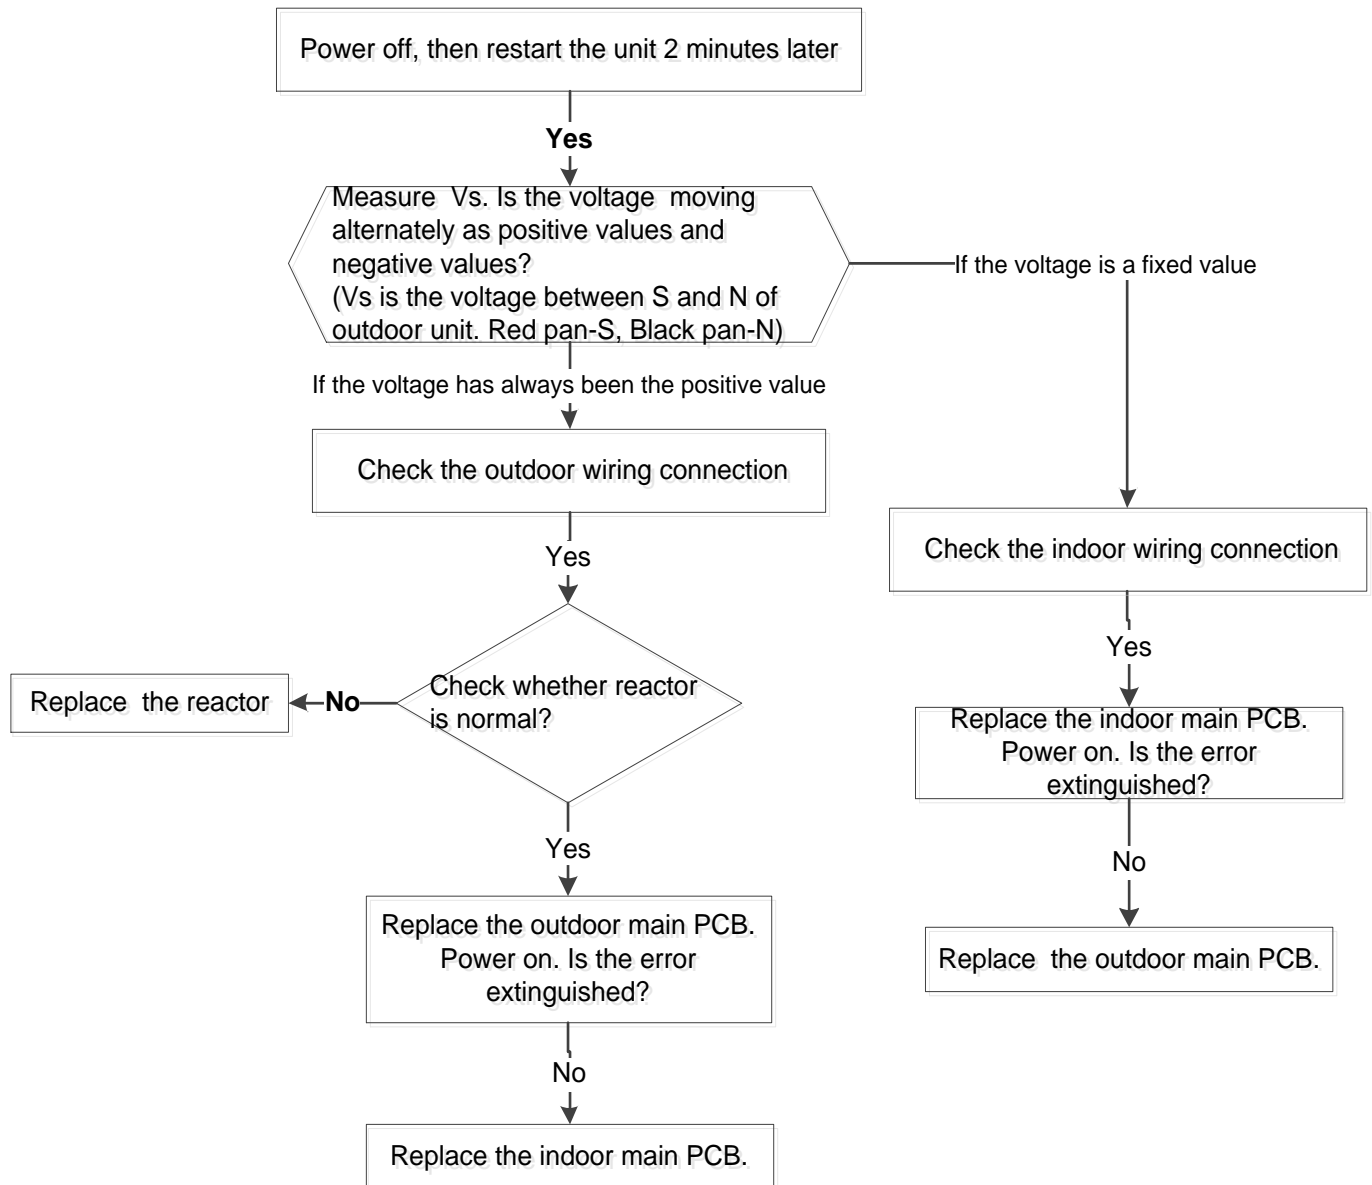 Power off, then restart the unit 2 minutes later
Yes
Measure Vs. Is the voltage moving
alternately as positive values and
negative values?
(Vs is the voltage between S and N of
outdoor unit. Red pan-S, Black pan-N)
If the voltage is a fixed value
If the voltage has always been the positive value
Check the outdoor wiring connection
Yes
Check the indoor wiring connection
Yes
Check whether reactor
is normal?
No
Replace the reactor
Replace the indoor main PCB.
Power on. Is the error
extinguished?
Yes
No
Replace the outdoor main PCB.
Power on. Is the error
extinguished?
Replace the outdoor main PCB.
No
Replace the indoor main PCB.